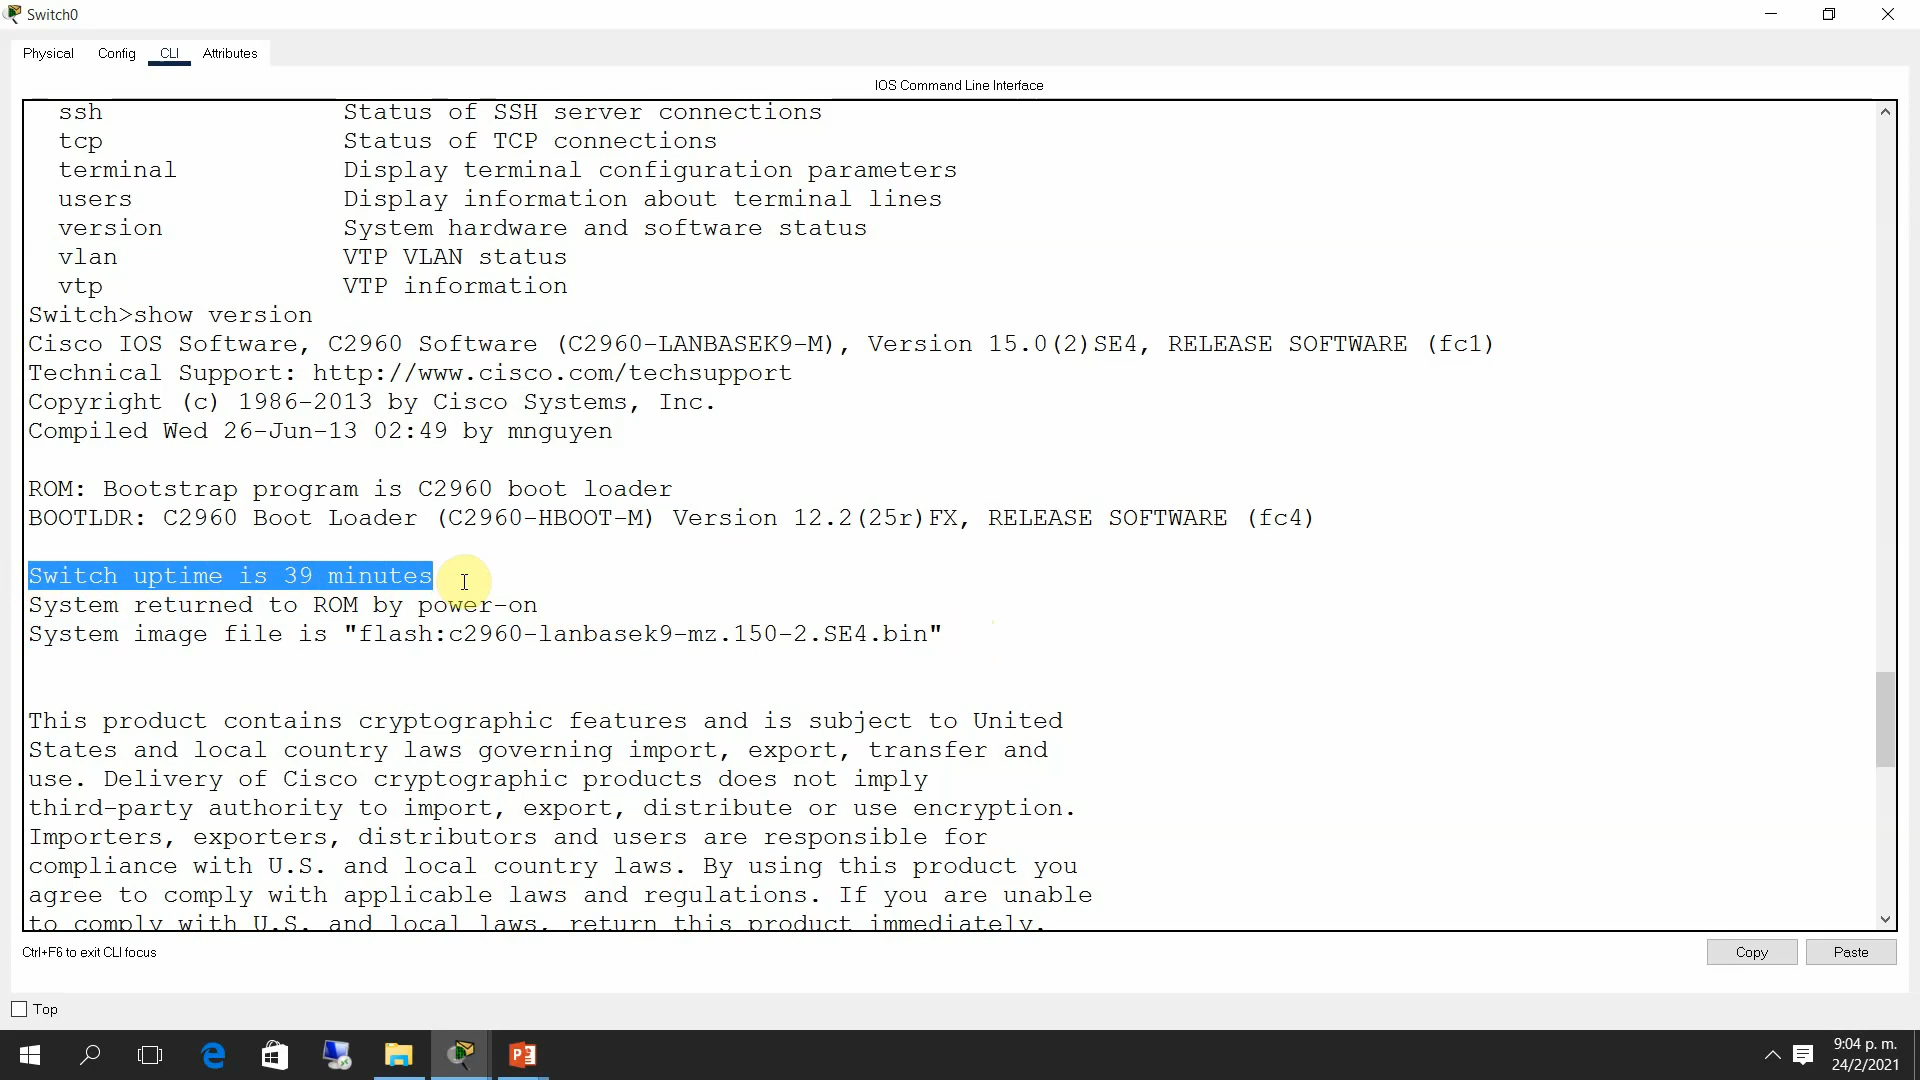 Switch0
Physical Config CLI Attributes
IOS Command Line Interface
ssh Status of SSH server connections
tcp Status of TCP connections
terminal Display terminal configuration parameters
users Display information about terminal lines
version System hardware and software status
vlan VTP VLAN status
vtp VTP information
Switch>show version
Cisco IOS Software, C2960 Software (C2960-LANBASEK9-M), Version 15.0(2)SE4, RELEASE SOFTWARE (fc1)
Technical Support: http://www.cisco.com/techsupport
Copyright (c) 1986-2013 by Cisco Systems, Inc.
Compiled Wed 26-Jun-13 02:49 by mnguyen
ROM: Bootstrap program is C2960 boot loader
BOOTLDR: C2960 Boot Loader (C2960-HBOOT-M) Version 12.2(25r)FX, RELEASE SOFTWARE (fc4)
Switch uptime is 39 minutes
System returned to ROM by power-on
System image file is "flash:c2960-lanbasek9-mz.150-2.SE4.bin"
This product contains cryptographic features and is subject to United
States and local country laws governing import, export, transfer and
use. Delivery of Cisco cryptographic products does not imply
third-party authority to import, export, distribute or use encryption.
Importers, exporters, distributors and users are responsible for
compliance with U.S. and local country laws. By using this product you
agree to comply with applicable laws and regulations. If you are unable
to comply with U.S. and local laws, return this product immediately.
Ctrl+F6 to exit CLI focus
Copy Paste
Top
9:04 p. m.
24/2/2021